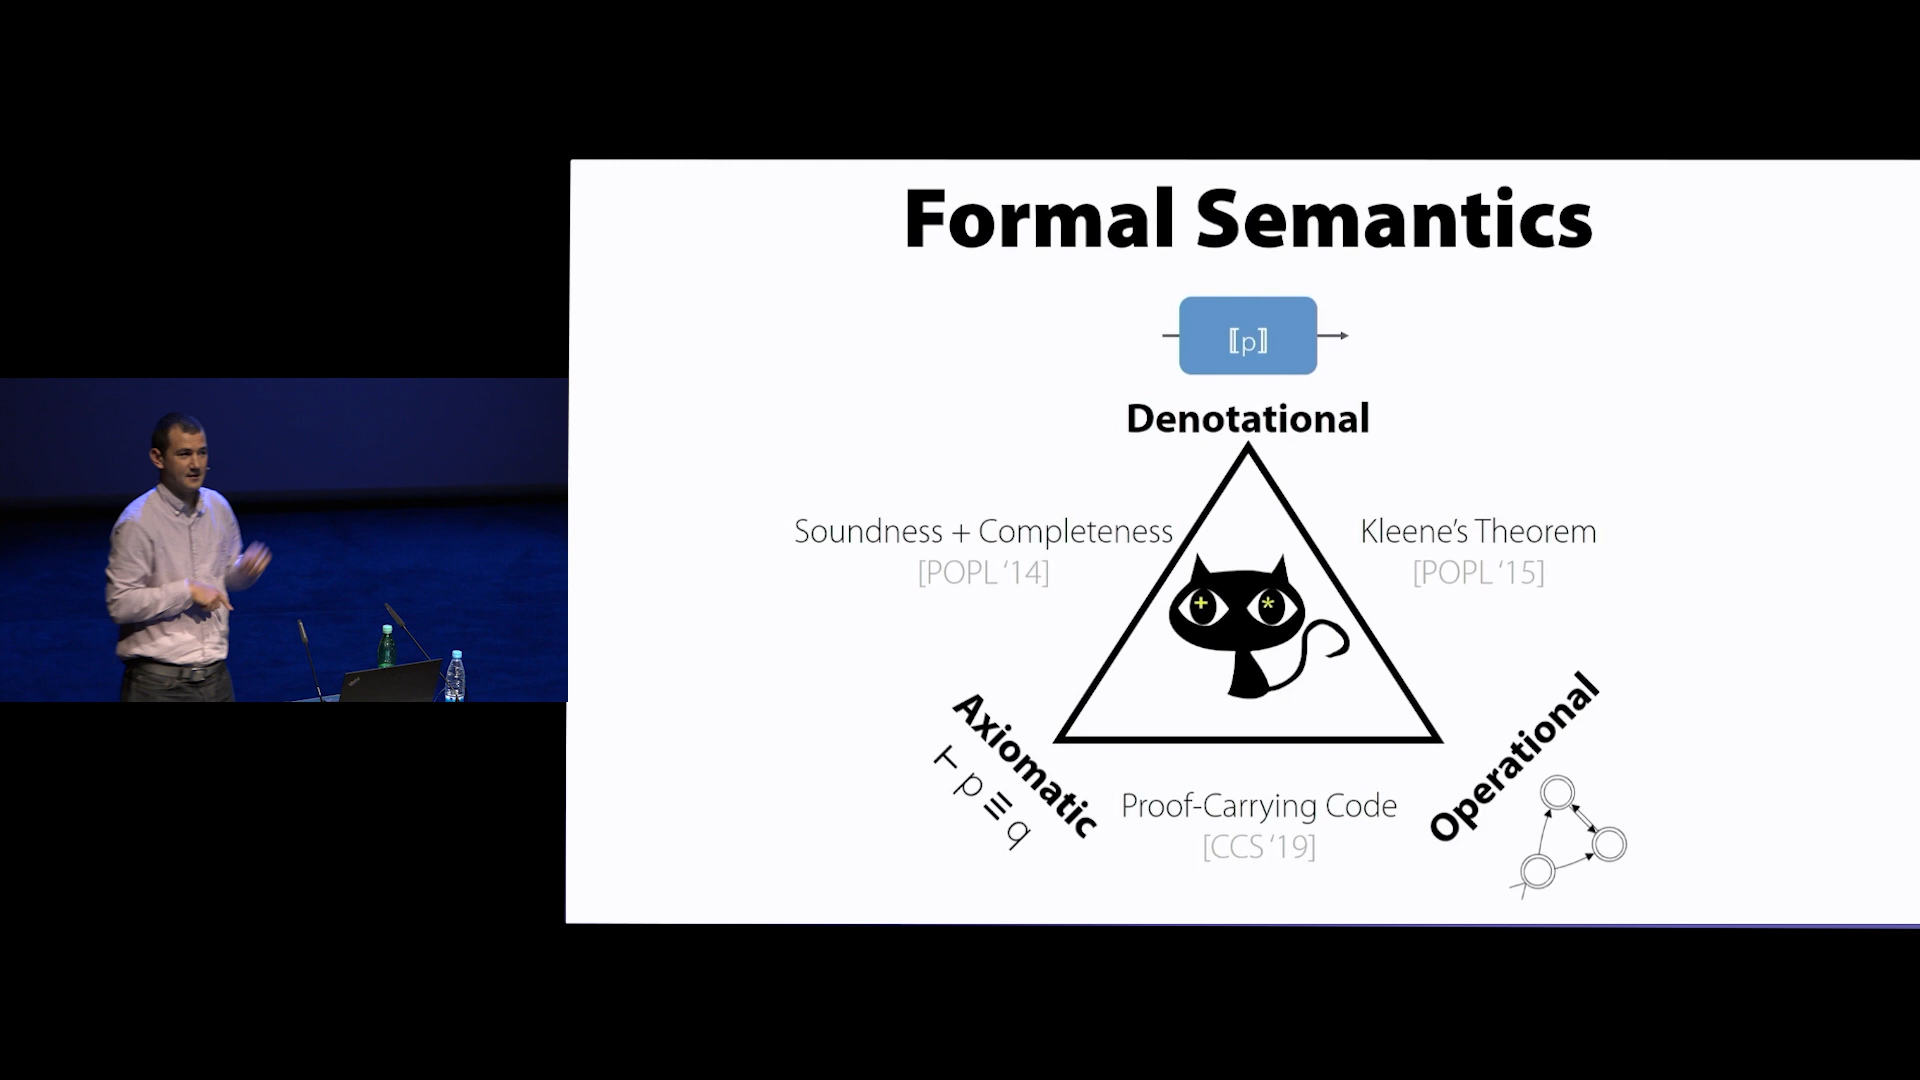 Formal Semantics
⟦p⟧
Denotational
Soundness + Completeness
[POPL ‘14]
Kleene’s Theorem
[POPL ‘15]
+ *
Axiomatic
⊢ p ≡ q
Proof-Carrying Code
[CCS ‘19]
Operational